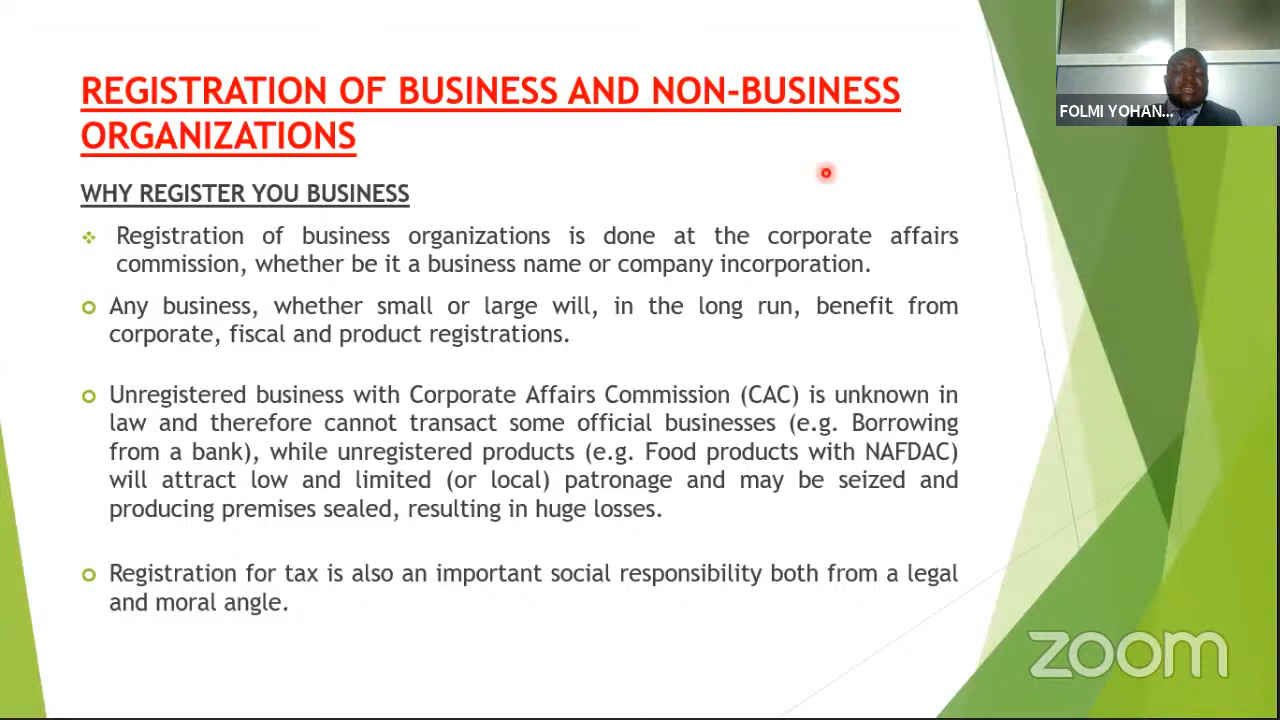 REGISTRATION OF BUSINESS AND NON-BUSINESS
ORGANIZATIONS
FOLMI YOHAN...
WHY REGISTER YOU BUSINESS
Registration of business organizations is done at the corporate affairs
commission, whether be it a business name or company incorporation.
Any business, whether small or large will, in the long run, benefit from
corporate, fiscal and product registrations.
Unregistered business with Corporate Affairs Commission (CAC) is unknown in
law and therefore cannot transact some official businesses (e.g. Borrowing
from a bank), while unregistered products (e.g. Food products with NAFDAC)
will attract low and limited (or local) patronage and may be seized and
producing premises sealed, resulting in huge losses.
Registration for tax is also an important social responsibility both from a legal
and moral angle.
zoom